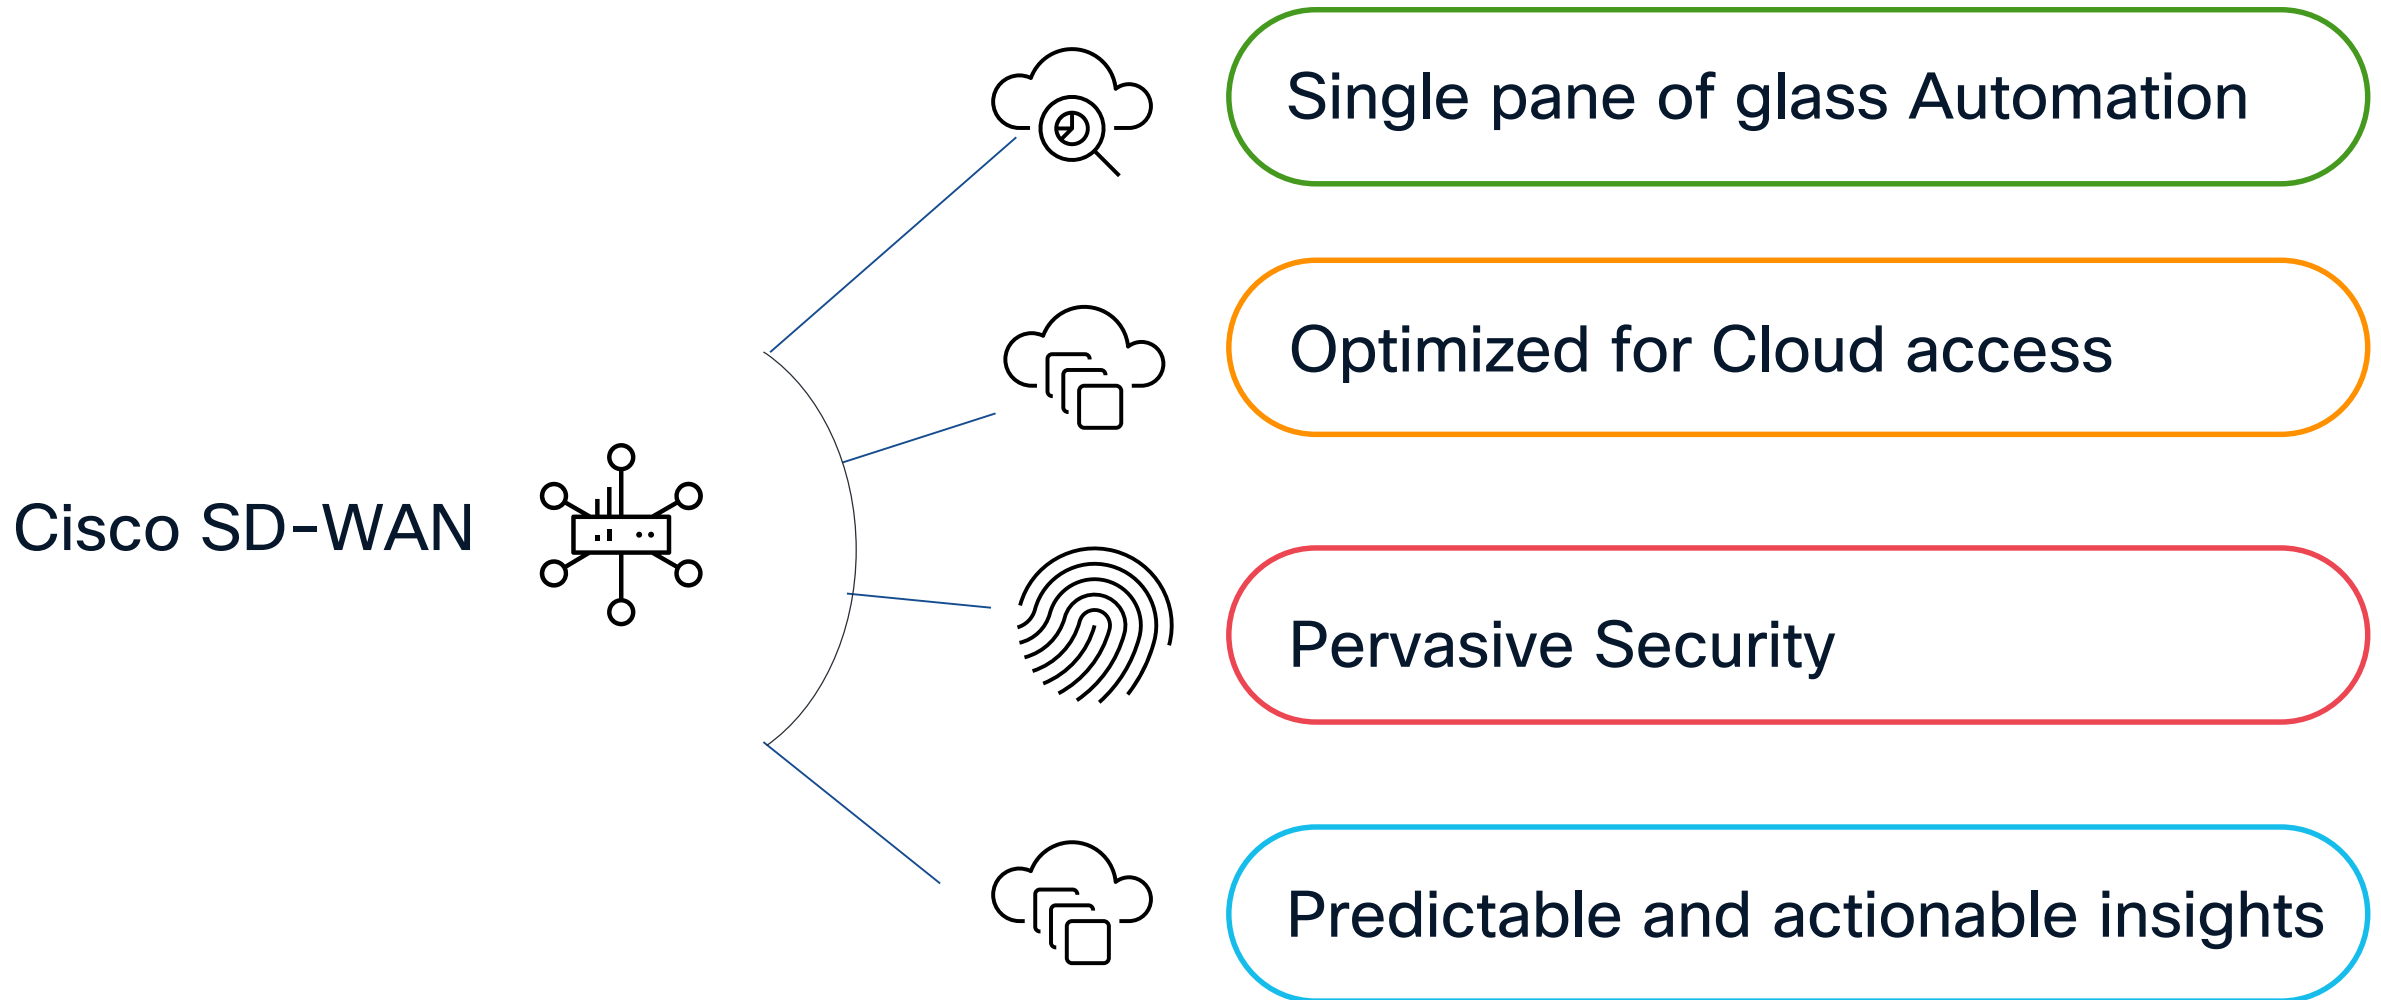 Single pane of glass Automation
Optimized for Cloud access
Cisco SD-WAN
Pervasive Security
Predictable and actionable insights